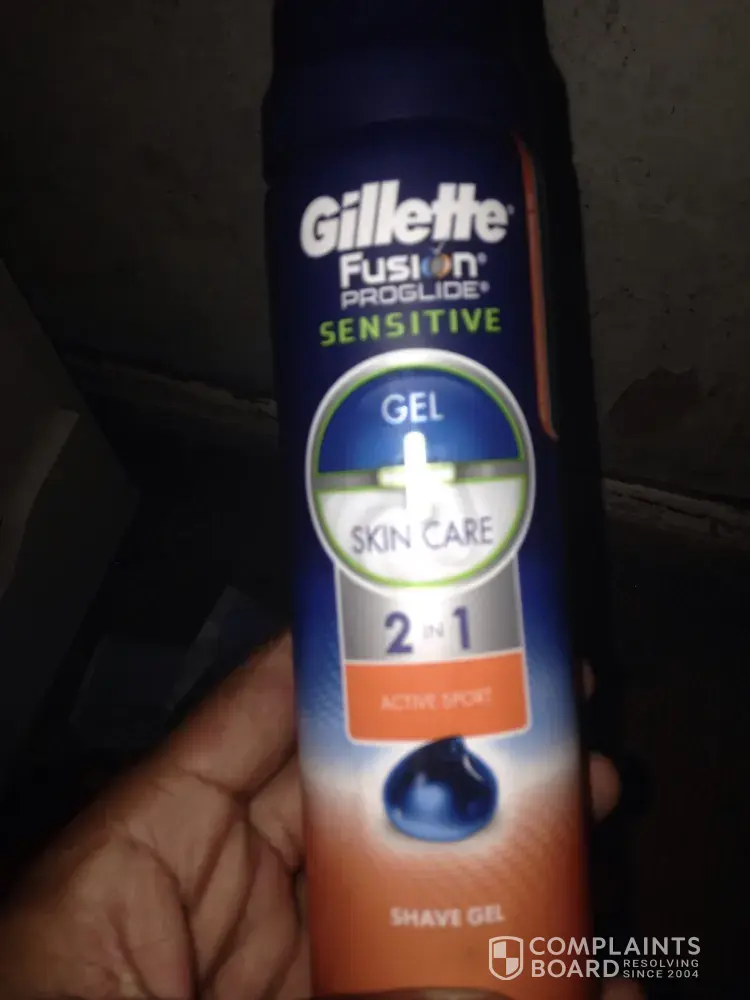 Gillette®
Fusion®
PROGLIDE®
SENSITIVE
GEL
SKIN CARE
2 IN 1
ACTIVE SPORT
SHAVE GEL
COMPLAINTS
BOARD RESOLVING
SINCE 2004